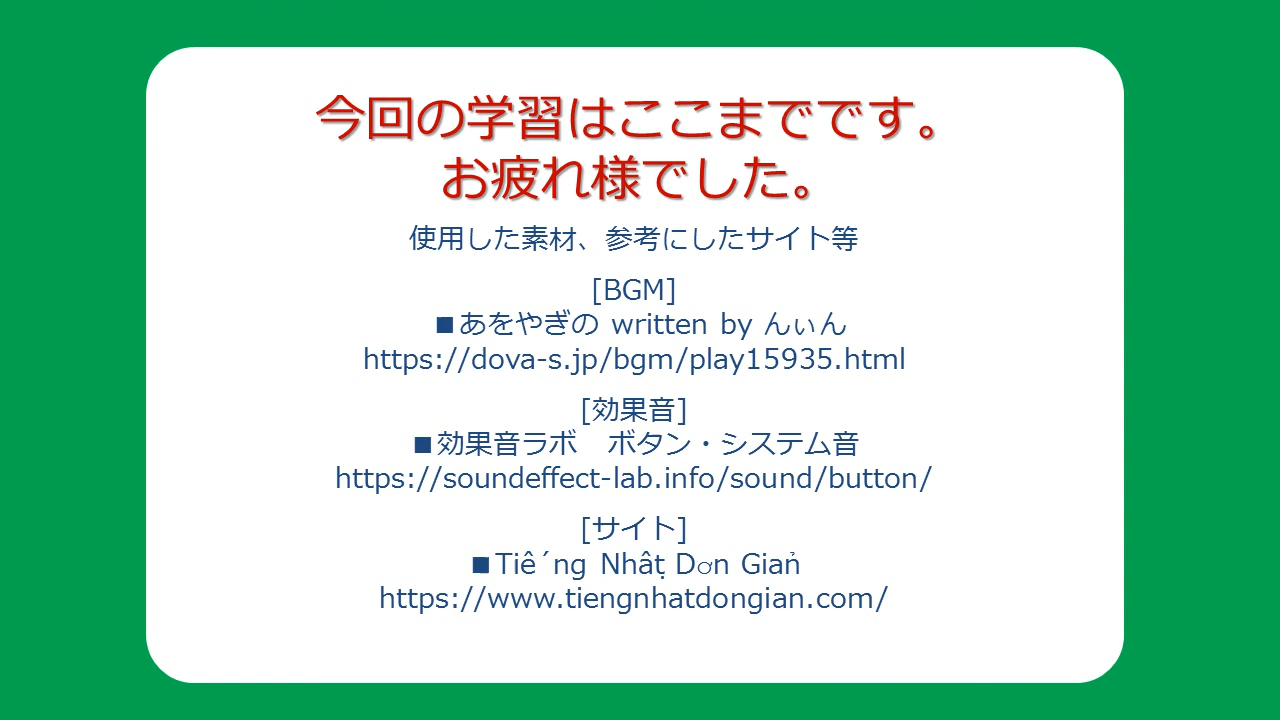 今回の学習はここまでです。
お疲れ様でした。
使用した素材、参考にしたサイト等
[BGM]
■あをやぎの written by んぃん
https://dova-s.jp/bgm/play15935.html
[効果音]
■効果音ラボ　ボタン・システム音
https://soundeffect-lab.info/sound/button/
[サイト]
■Tiếng Nhật Dơn Giản
https://www.tiengnhatdongian.com/